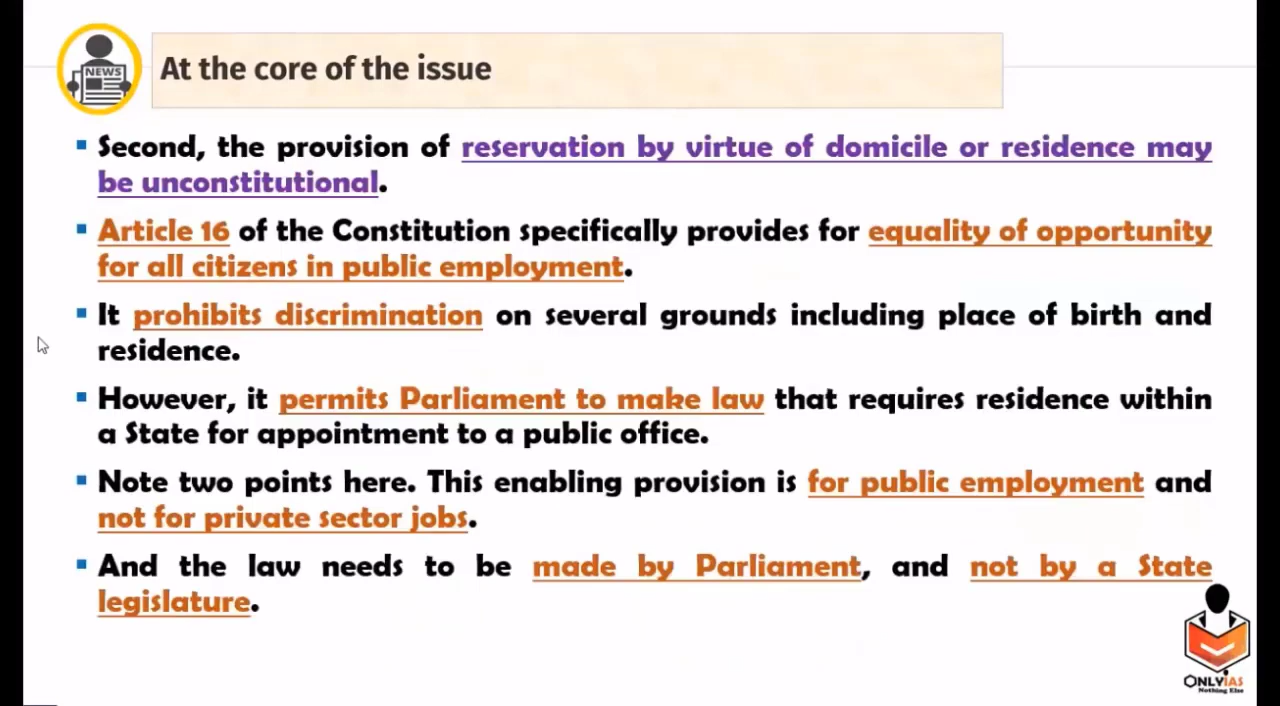 NEWS
At the core of the issue
Second, the provision of reservation by virtue of domicile or residence may
be unconstitutional.
Article 16 of the Constitution specifically provides for equality of opportunity
for all citizens in public employment.
It prohibits discrimination on several grounds including place of birth and
residence.
However, it permits Parliament to make law that requires residence within
a State for appointment to a public office.
Note two points here. This enabling provision is for public employment and
not for private sector jobs.
And the law needs to be made by Parliament, and not by a State
legislature.
ONLYIAS
Nothing Else